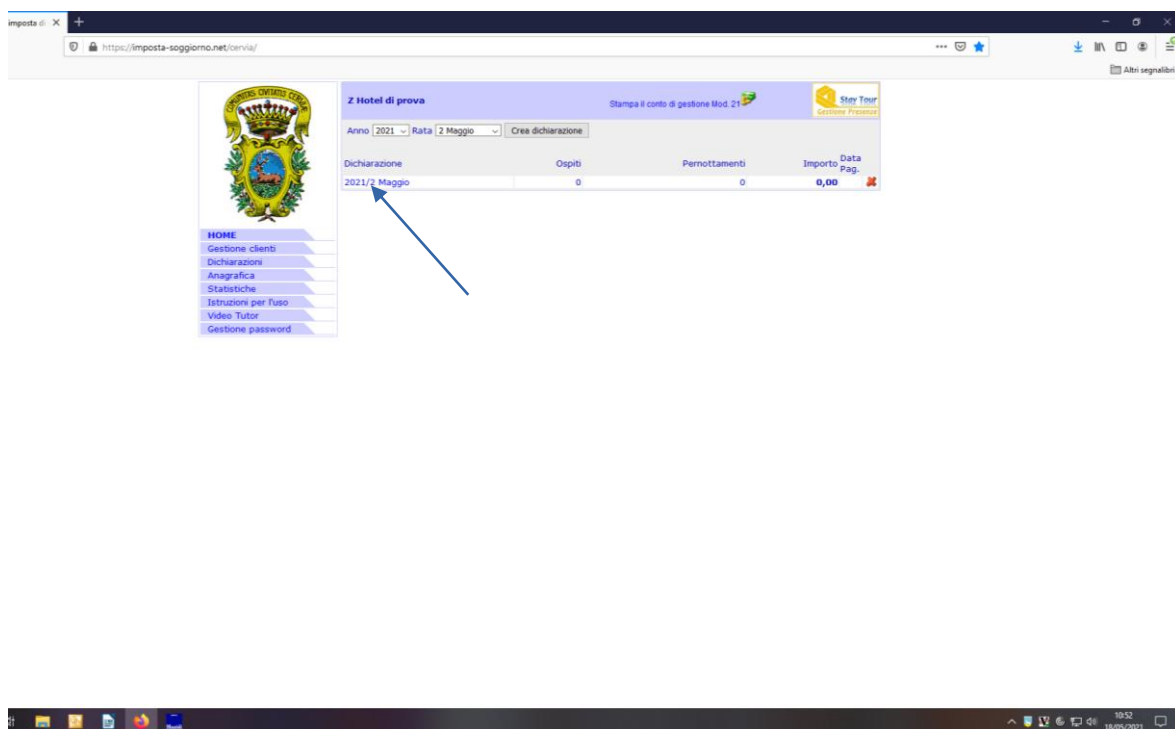 imposta di
https://imposta-soggiorno.net/cervia/
Altri segnalibri
COMUNITAS CIVITATIS CERVIÆ
HOME
Gestione clienti
Dichiarazioni
Anagrafica
Statistiche
Istruzioni per l'uso
Video Tutor
Gestione password
Z Hotel di prova Stampa il conto di gestione Mod. 21 Stay Tour
Gestione Presenze
Anno 2021 Rata 2 Maggio Crea dichiarazione
Dichiarazione Ospiti Pernottamenti Importo Data Pag.
2021/2 Maggio 0 0 0,00
10:52
18/05/2021